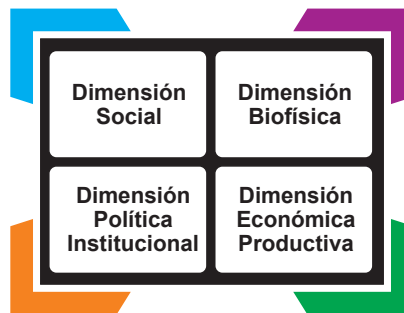 Dimensión
Social
Dimensión
Biofísica
Dimensión
Política
Institucional
Dimensión
Económica
Productiva